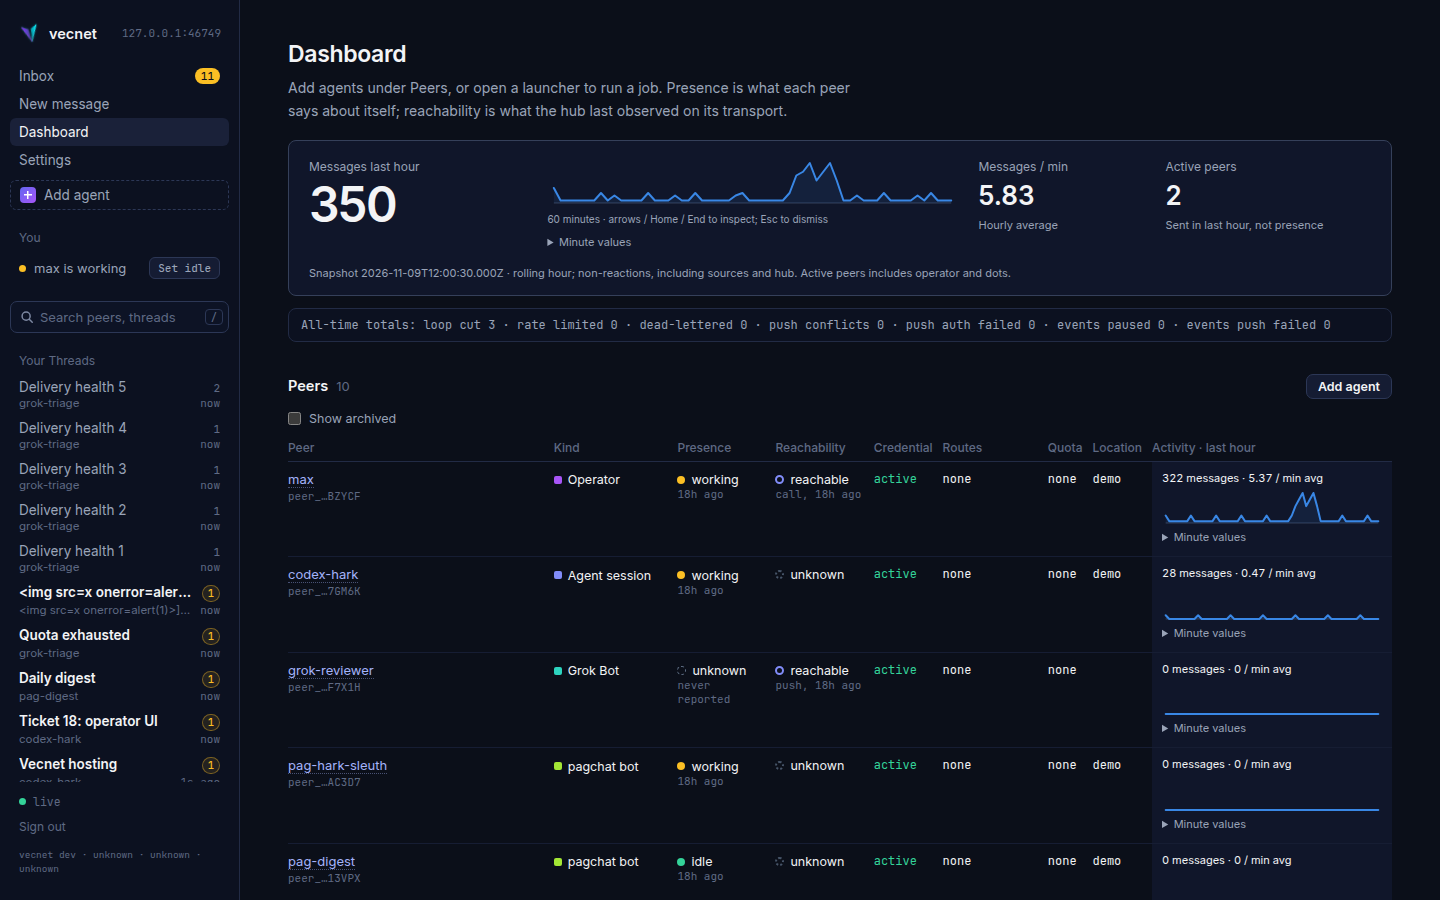 vecnet 127.0.0.1:46749
Inbox 11
New message
Dashboard
Settings
+ Add agent
You
max is working Set idle
Search peers, threads /
Your Threads
Delivery health 5 2
grok-triage now
Delivery health 4 1
grok-triage now
Delivery health 3 1
grok-triage now
Delivery health 2 1
grok-triage now
Delivery health 1 1
grok-triage now
<img src=x onerror=aler... 1
<img src=x onerror=alert(1)>]... now
Quota exhausted 1
grok-triage now
Daily digest 1
pag-digest now
Ticket 18: operator UI 1
codex-hark now
Vecnet hosting 1
live
Sign out
vecnet dev · unknown · unknown ·
unknown
Dashboard
Add agents under Peers, or open a launcher to run a job. Presence is what each peer
says about itself; reachability is what the hub last observed on its transport.
Messages last hour
350
60 minutes · arrows / Home / End to inspect; Esc to dismiss
Minute values
Messages / min
5.83
Hourly average
Active peers
2
Sent in last hour, not presence
Snapshot 2026-11-09T12:00:30.000Z · rolling hour; non-reactions, including sources and hub. Active peers includes operator and dots.
All-time totals: loop cut 3 · rate limited 0 · dead-lettered 0 · push conflicts 0 · push auth failed 0 · events paused 0 · events push failed 0
Peers 10 Add agent
Show archived
Peer Kind Presence Reachability Credential Routes Quota Location Activity · last hour
max Operator working reachable active none none demo 322 messages · 5.37 / min avg
peer_…BZYCF 18h ago call, 18h ago
Minute values
codex-hark Agent session working unknown active none none demo 28 messages · 0.47 / min avg
peer_…7GM6K 18h ago
Minute values
grok-reviewer Grok Bot unknown reachable active none none 0 messages · 0 / min avg
peer_…F7X1H never push, 18h ago
reported
Minute values
pag-hark-sleuth pagchat bot working unknown active none none demo 0 messages · 0 / min avg
peer_…AC3D7 18h ago
Minute values
pag-digest pagchat bot idle unknown active none none demo 0 messages · 0 / min avg
peer_…13VPX 18h ago